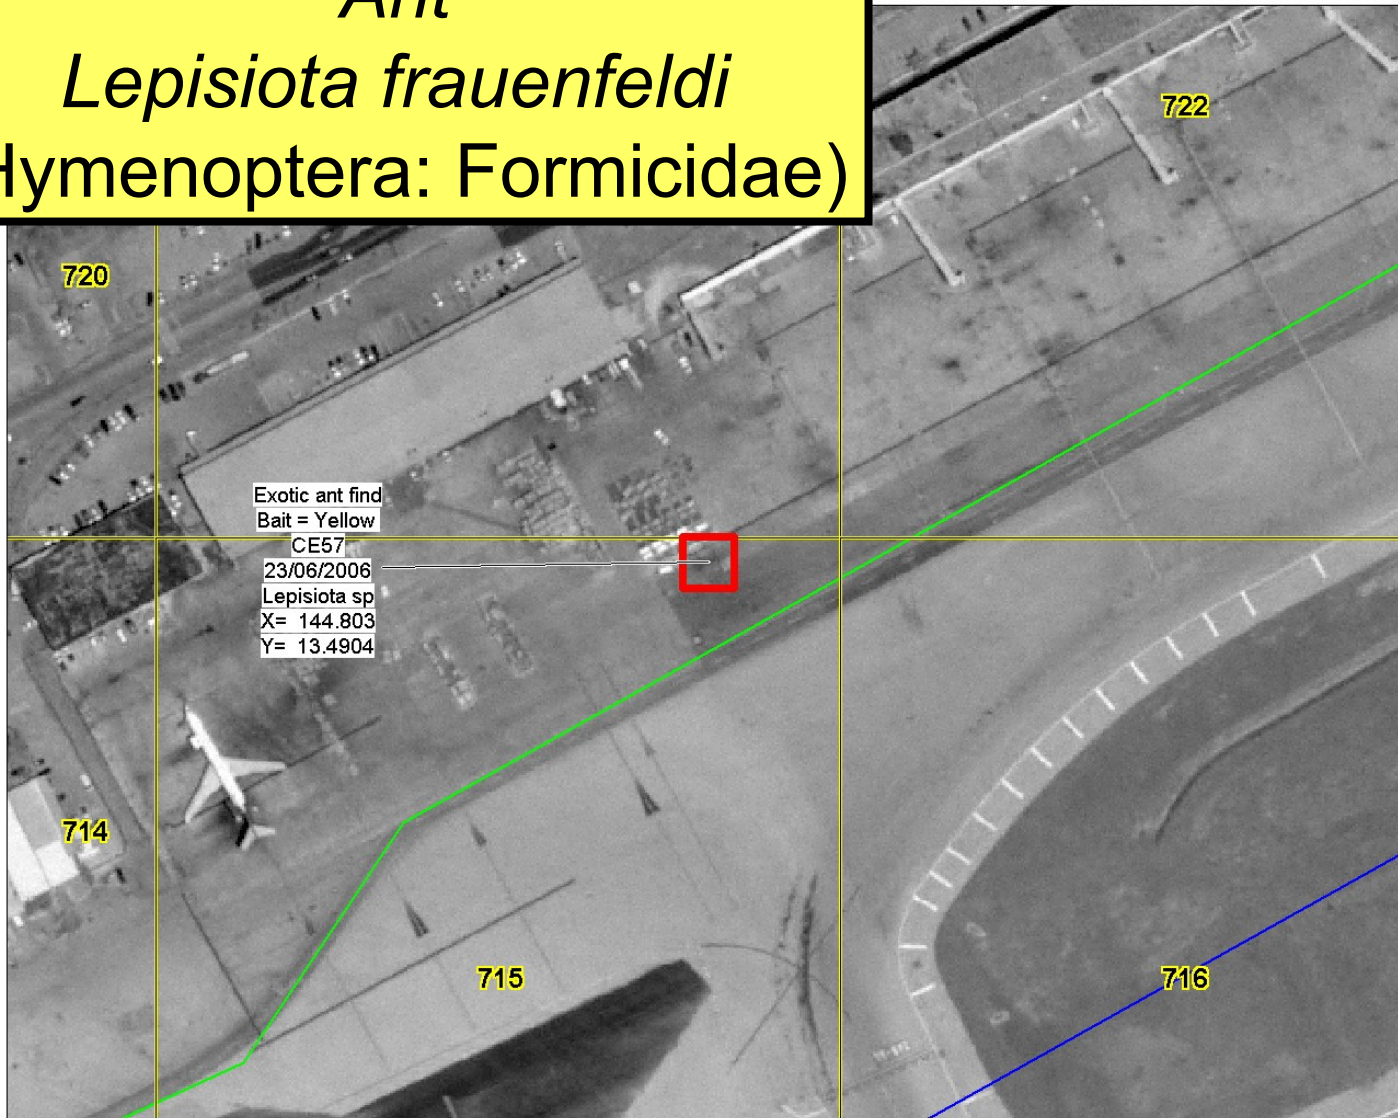 Ant
Lepisiota frauenfeldi
Hymenoptera: Formicidae)
722
720
Exotic ant find
Bait = Yellow
CE57
23/06/2006
Lepisiota sp
X= 144.803
Y= 13.4904
714
715
716